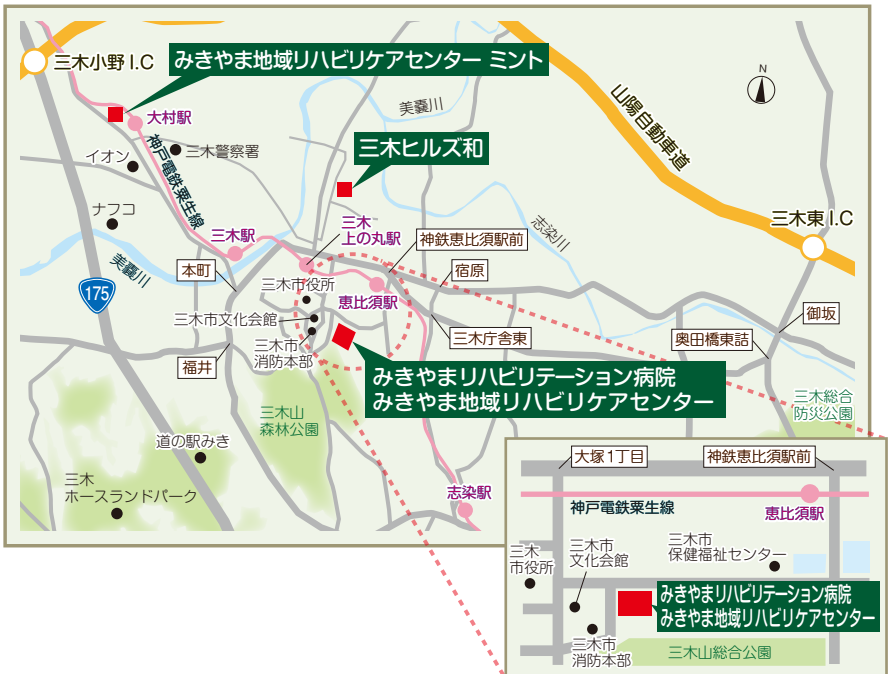 三木小野 I.C
みきやま地域リハビリケアセンター ミント
N
大村駅
美嚢川
山陽自動車道
三木警察署
イオン
神戸電鉄粟生線
三木ヒルズ和
ナフコ
三木駅
三木
上の丸駅
神鉄恵比須駅前
志染川
三木東 I.C
美嚢川
本町
宿原
175
三木市役所
恵比須駅
三木市文化会館
三木市
消防本部
三木庁舎東
奥田橋東詰
御坂
福井
みきやまリハビリテーション病院
みきやま地域リハビリケアセンター
三木山
森林公園
三木総合
防災公園
道の駅みき
三木
ホースランドパーク
志染駅
大塚1丁目
神鉄恵比須駅前
神戸電鉄粟生線
恵比須駅
三木
市役所
三木市
文化会館
三木市
保健福祉センター
みきやまリハビリテーション病院
みきやま地域リハビリケアセンター
三木市
消防本部
三木山総合公園